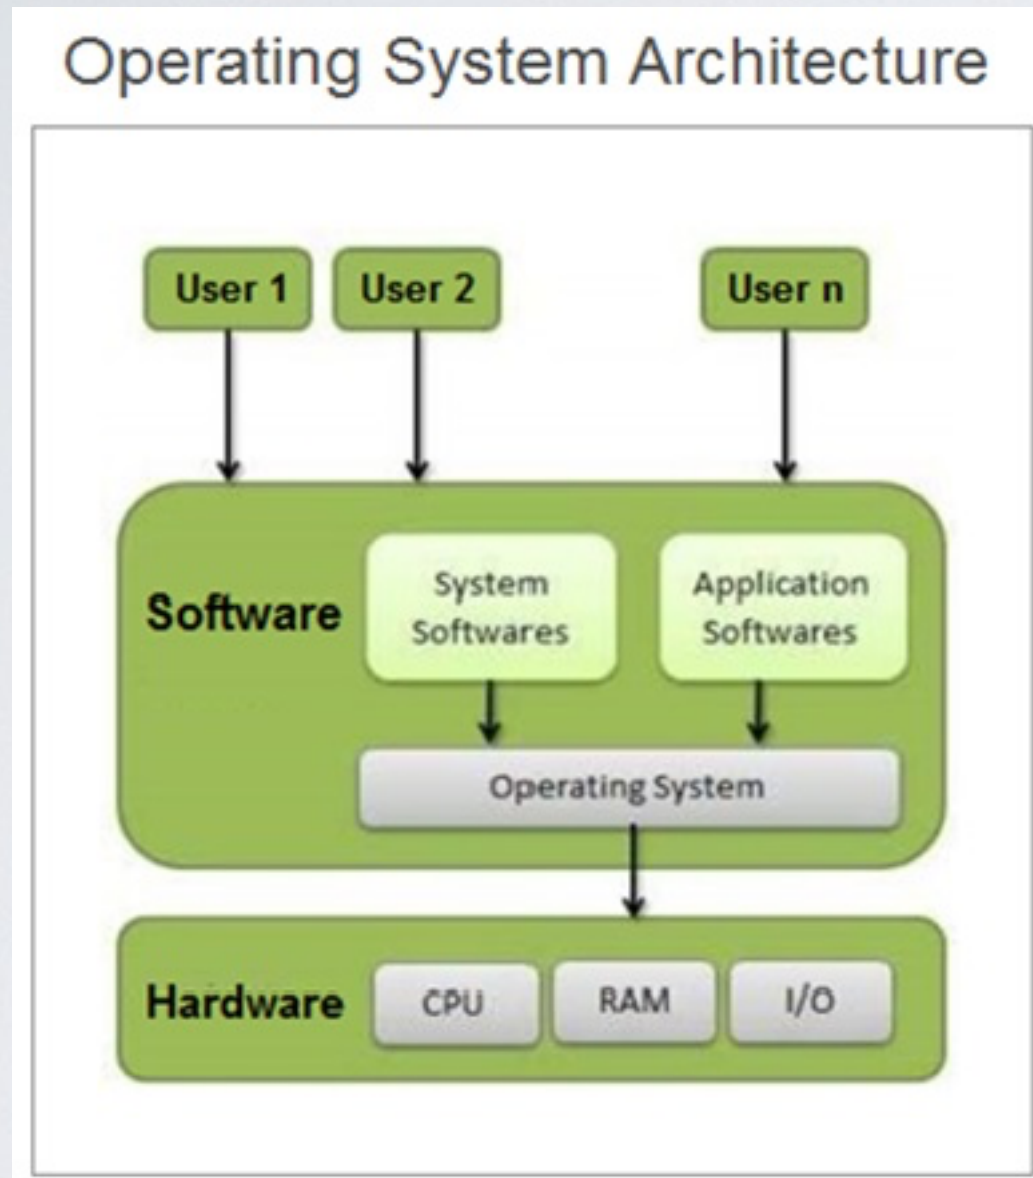 Operating System Architecture
User 1
User 2
User n
Software
System
Softwares
Application
Softwares
Operating System
Hardware
CPU
RAM
I/O